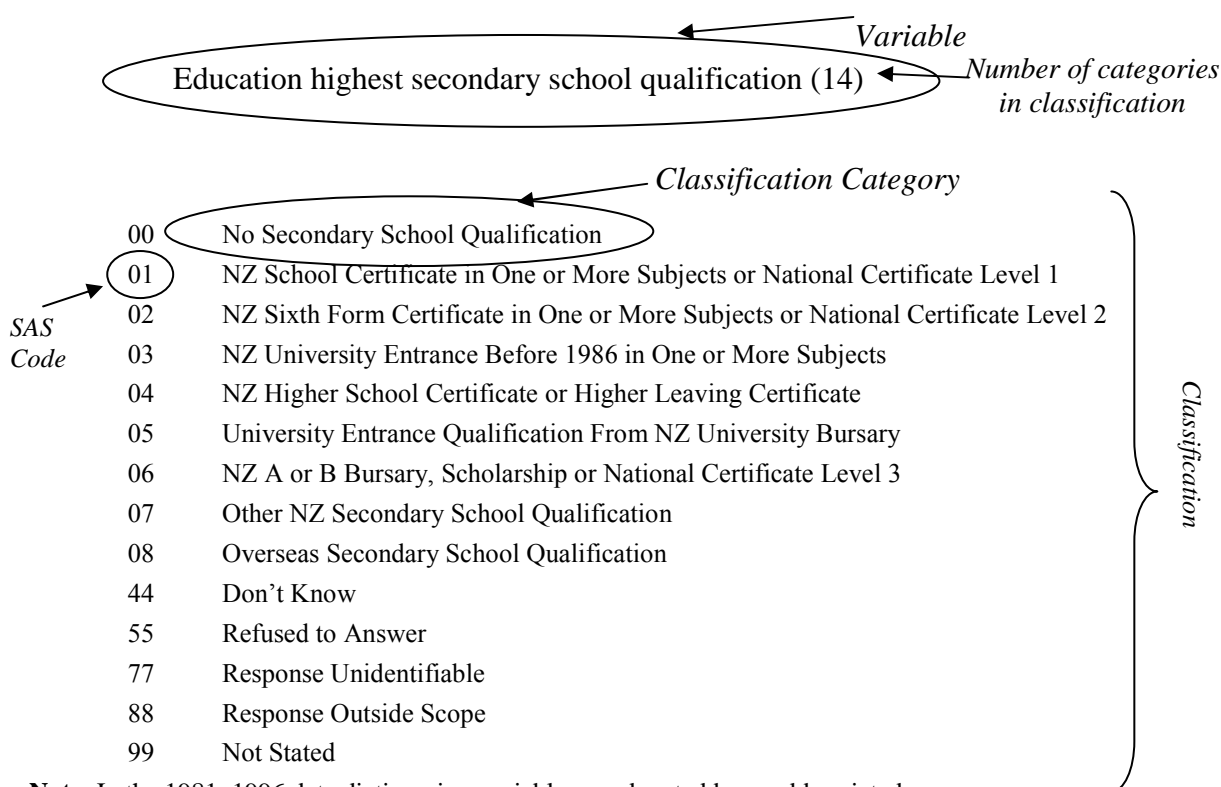 Variable
Education highest secondary school qualification (14)
Number of categories
in classification
Classification Category
00 No Secondary School Qualification
01 NZ School Certificate in One or More Subjects or National Certificate Level 1
SAS
Code
02 NZ Sixth Form Certificate in One or More Subjects or National Certificate Level 2
03 NZ University Entrance Before 1986 in One or More Subjects
04 NZ Higher School Certificate or Higher Leaving Certificate
05 University Entrance Qualification From NZ University Bursary
06 NZ A or B Bursary, Scholarship or National Certificate Level 3
07 Other NZ Secondary School Qualification
08 Overseas Secondary School Qualification
44 Don’t Know
55 Refused to Answer
77 Response Unidentifiable
88 Response Outside Scope
99 Not Stated
Classification